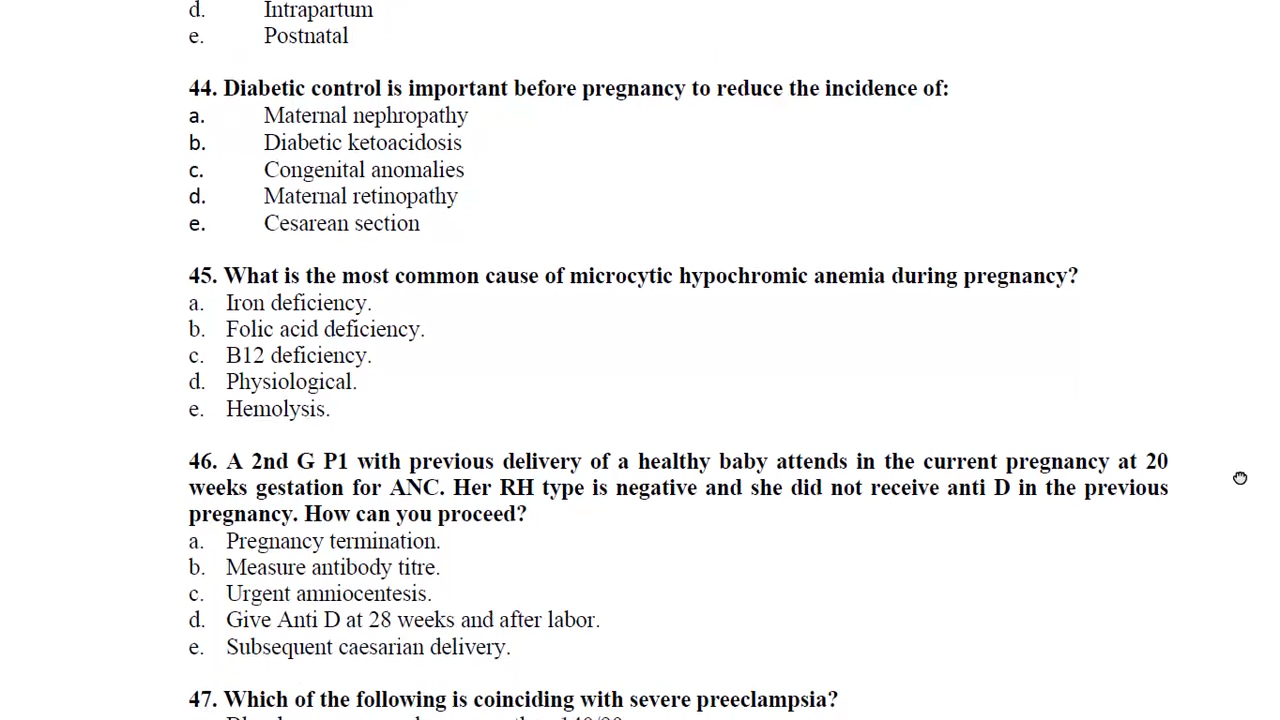 d. Intrapartum
e. Postnatal
44. Diabetic control is important before pregnancy to reduce the incidence of:
a. Maternal nephropathy
b. Diabetic ketoacidosis
c. Congenital anomalies
d. Maternal retinopathy
e. Cesarean section
45. What is the most common cause of microcytic hypochromic anemia during pregnancy?
a. Iron deficiency.
b. Folic acid deficiency.
c. B12 deficiency.
d. Physiological.
e. Hemolysis.
46. A 2nd G P1 with previous delivery of a healthy baby attends in the current pregnancy at 20
weeks gestation for ANC. Her RH type is negative and she did not receive anti D in the previous
pregnancy. How can you proceed?
a. Pregnancy termination.
b. Measure antibody titre.
c. Urgent amniocentesis.
d. Give Anti D at 28 weeks and after labor.
e. Subsequent caesarian delivery.
47. Which of the following is coinciding with severe preeclampsia?